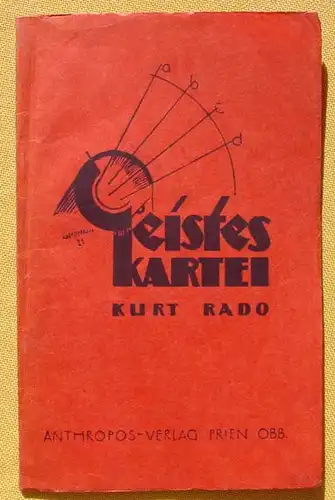 a
b
c
d
Geistes
KARTEI
KURT RADO
ANTHROPOS-VERLAG PRIEN OBB.